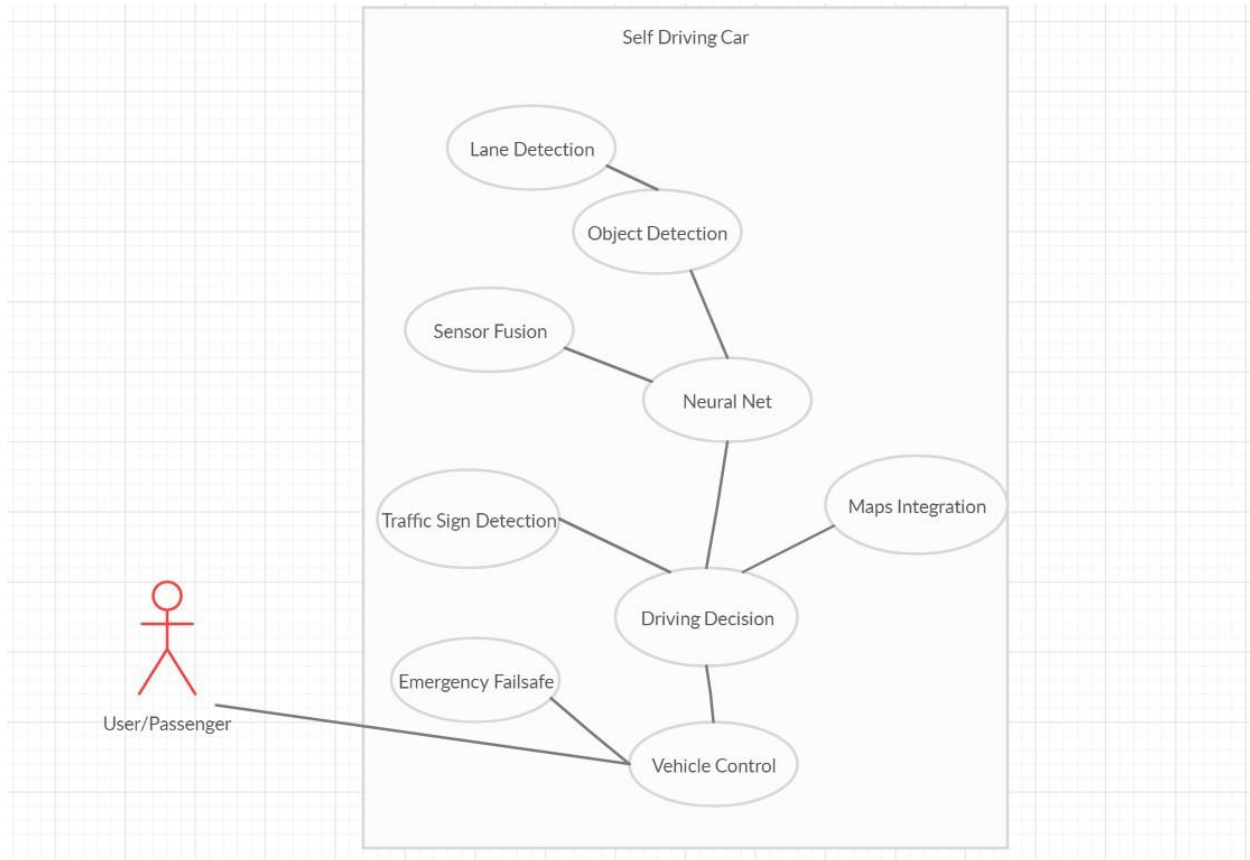 Self Driving Car
Lane Detection
Object Detection
Sensor Fusion
Neural Net
Traffic Sign Detection
Maps Integration
Driving Decision
Emergency Failsafe
User/Passenger
Vehicle Control